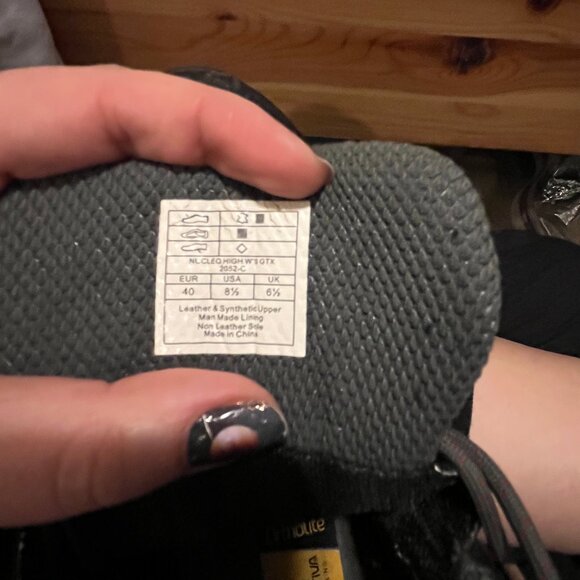 NL CLEO HIGH W'S GTX
2052-C
EUR USA UK
40 8½ 6½
Leather & Synthetic Upper
Man Made Lining
Non Leather Sole
Made in China